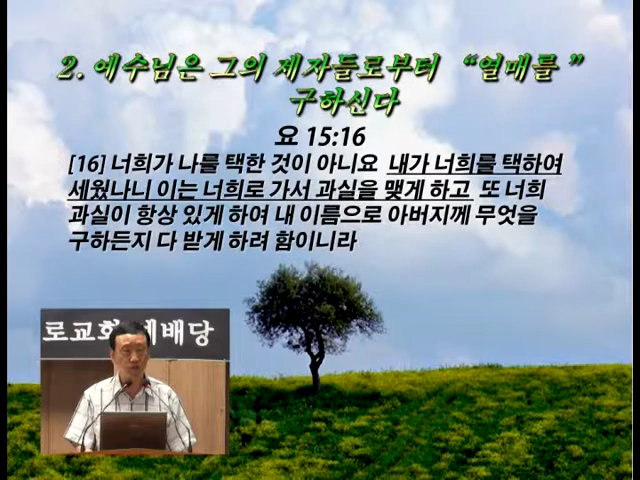 2. 예수님은 그의 제자들로부터 “열매를 ”
구하신다
요 15:16
[16] 너희가 나를 택한 것이 아니요 내가 너희를 택하여
세웠나니 이는 너희로 가서 과실을 맺게 하고 또 너희
과실이 항상 있게 하여 내 이름으로 아버지께 무엇을
구하든지 다 받게 하려 함이니라
로교회 예배당